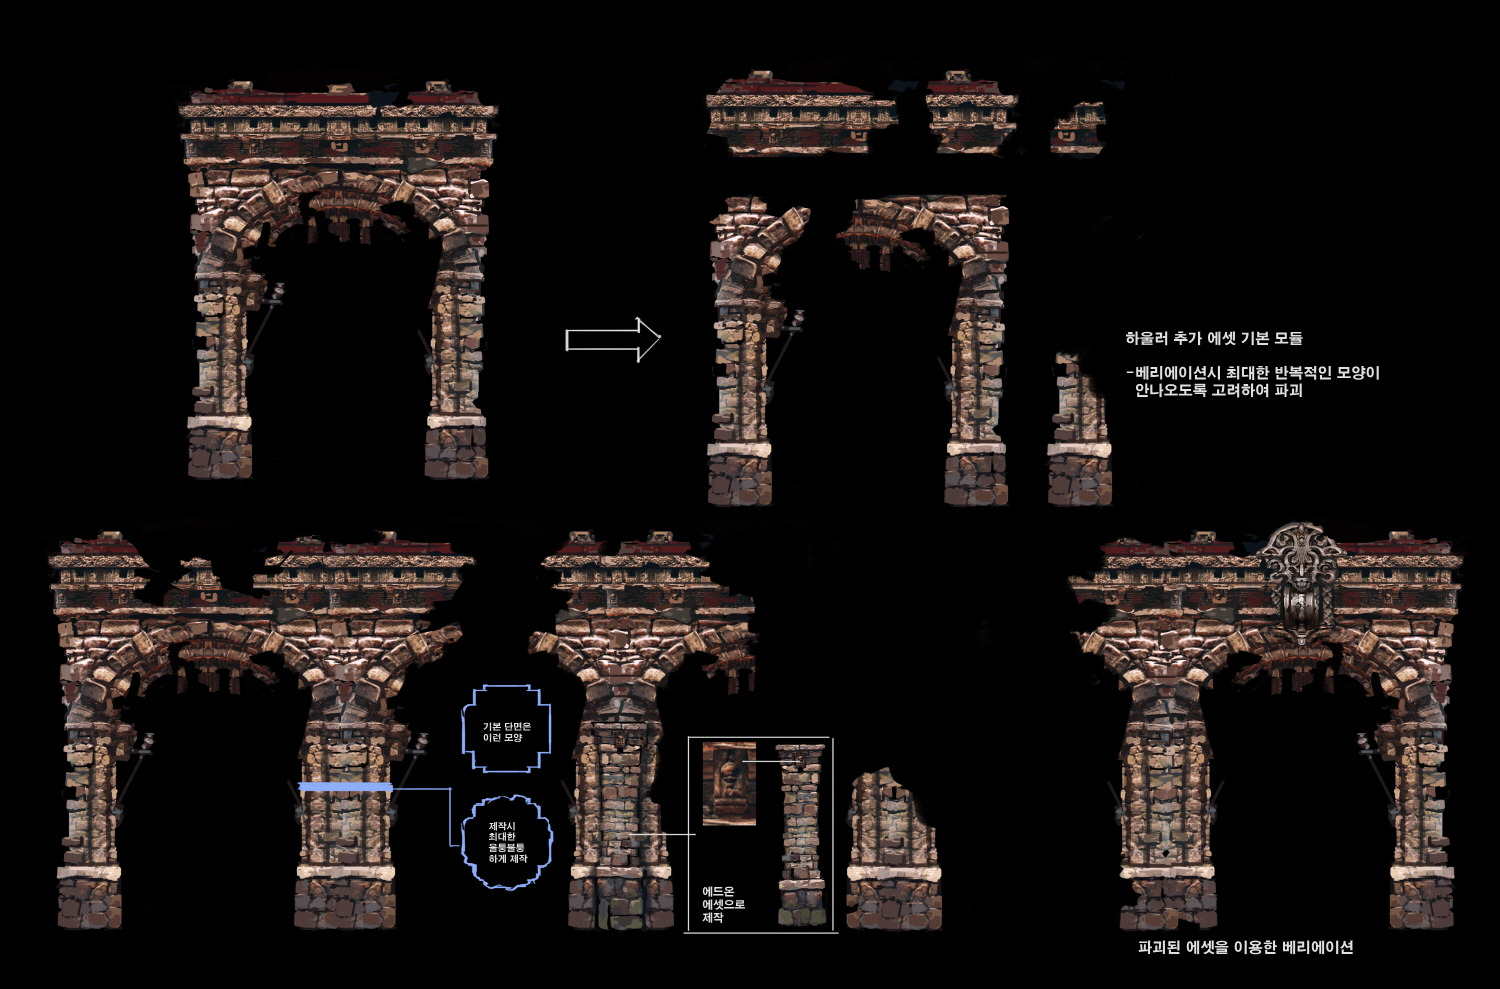 하울러 추가 에셋 기본 모듈
-베리에이션시 최대한 반복적인 모양이
안나오도록 고려하여 파괴
기본 단면은
이런 모양
제작시
최대한
울퉁불퉁
하게 제작
에드온
에셋으로
제작
파괴된 에셋을 이용한 베리에이션